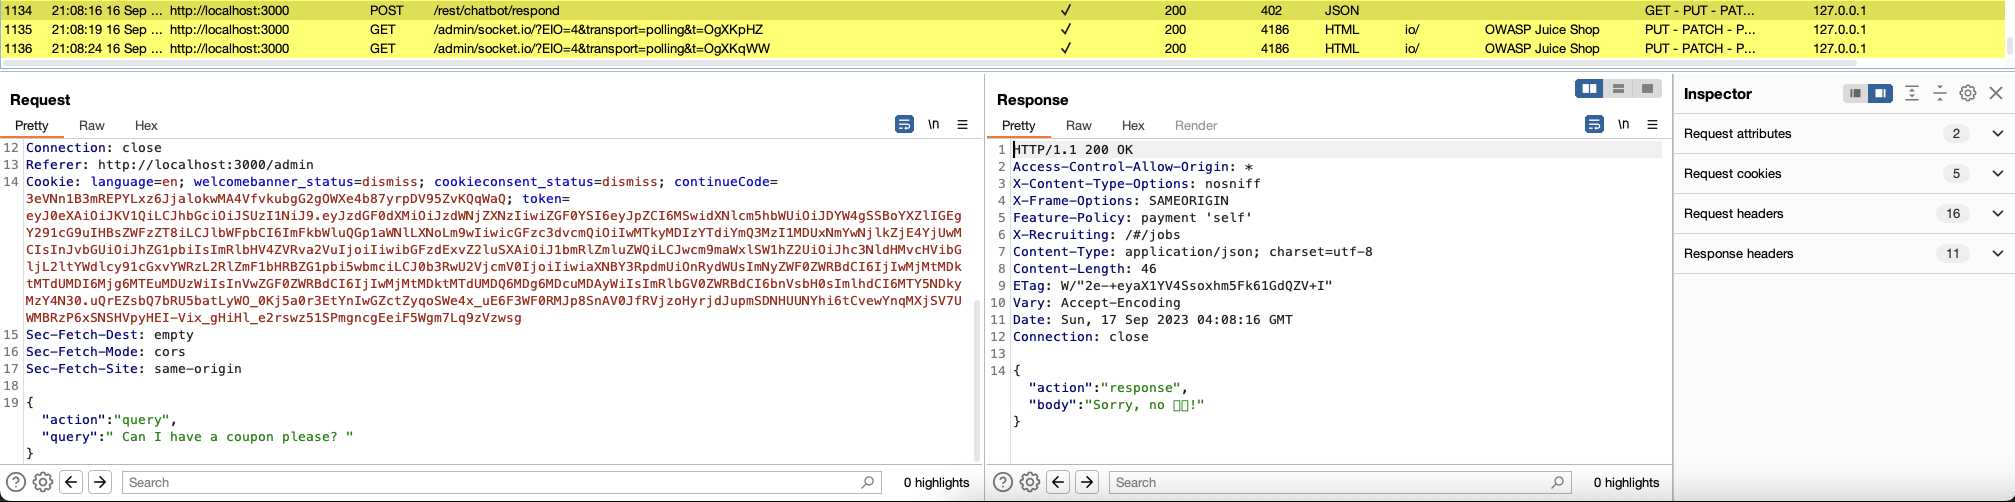 1134 21:08:16 16 Sep ... http://localhost:3000 POST /rest/chatbot/respond ✓ 200 402 JSON GET - PUT - PAT... 127.0.0.1
1135 21:08:19 16 Sep ... http://localhost:3000 GET /admin/socket.io/?EIO=4&transport=polling&t=OgXKpHZ ✓ 200 4186 HTML io/ OWASP Juice Shop PUT - PATCH - P... 127.0.0.1
1136 21:08:24 16 Sep ... http://localhost:3000 GET /admin/socket.io/?EIO=4&transport=polling&t=OgXKqWW ✓ 200 4186 HTML io/ OWASP Juice Shop PUT - PATCH - P... 127.0.0.1
Request
Pretty Raw Hex \n
12 Connection: close
13 Referer: http://localhost:3000/admin
14 Cookie: language=en; welcomebanner_status=dismiss; cookieconsent_status=dismiss; continueCode=
3eVNn1B3mREPYLxz6JjalokwMA4VfvkubgG2gOWXe4b87yrpDV95ZvKQqWaQ; token=
eyJ0eXAiOiJKV1QiLCJhbGciOiJSUzI1NiJ9.eyJzdGF0dXMiOiJzdWNjZXNzIiwiZGF0YSI6eyJpZCI6MSwidXNlcm5hbWUiOiJDYW4gSSBoYXZlIGEg
Y291cG9uIHBsZWFzZT8iLCJlbWFpbCI6ImFkbWluQGp1aWNlLXNoLm9wIiwicGFzc3dvcmQiOiIwMTkyMDIzYTdiYmQ3MzI1MDUxNmYwNjlkZjE4YjUwM
CIsInJvbGUiOiJhZG1pbiIsImRlbHV4ZVRva2VuIjoiIiwibGFzdExvZ2luSXAiOiJ1bmRlZmluZWQiLCJwcm9maWxlSW1hZ2UiOiJhc3NldHMvcHVibG
ljL2ltYWdlcy91cGxvYWRzL2RlZmF1bHRBZG1pbi5wbmciLCJ0b3RwU2VjcmV0IjoiIiwiaXNBY3RpdmUiOnRydWUsImNyZWF0ZWRBdCI6IjIwMjMtMDk
tMTdUMDI6Mjg6MTEuMDUzWiIsInVwZGF0ZWRBdCI6IjIwMjMtMDktMTdUMDQ6MDg6MDcuMDAyWiIsImRlbGV0ZWRBdCI6bnVsbH0sImlhdCI6MTY5NDky
MzY4N30.uQrEZsbQ7bRU5batLyWO_0Kj5a0r3EtYnIwGZctZyqoSWe4x_uE6F3WF0RMJp8SnAV0JfRVjzoHyrjdJupmSDNHUUNYhi6tCvewYnqMXjSV7U
WMBRzP6xSNSHVpyHEI-Vix_gHiHl_e2rswz51SPmgncgEeiF5Wgm7Lq9zVzwsg
15 Sec-Fetch-Dest: empty
16 Sec-Fetch-Mode: cors
17 Sec-Fetch-Site: same-origin
18
19 {
"action":"query",
"query":" Can I have a coupon please? "
}
Search 0 highlights
Response
Pretty Raw Hex Render \n
1 HTTP/1.1 200 OK
2 Access-Control-Allow-Origin: *
3 X-Content-Type-Options: nosniff
4 X-Frame-Options: SAMEORIGIN
5 Feature-Policy: payment 'self'
6 X-Recruiting: /#/jobs
7 Content-Type: application/json; charset=utf-8
8 Content-Length: 46
9 ETag: W/"2e-+eyaX1YV4Ssoxhm5Fk61GdQZV+I"
10 Vary: Accept-Encoding
11 Date: Sun, 17 Sep 2023 04:08:16 GMT
12 Connection: close
13
14 {
"action":"response",
"body":"Sorry, no □□!"
}
Search 0 highlights
Inspector
Request attributes 2
Request cookies 5
Request headers 16
Response headers 11